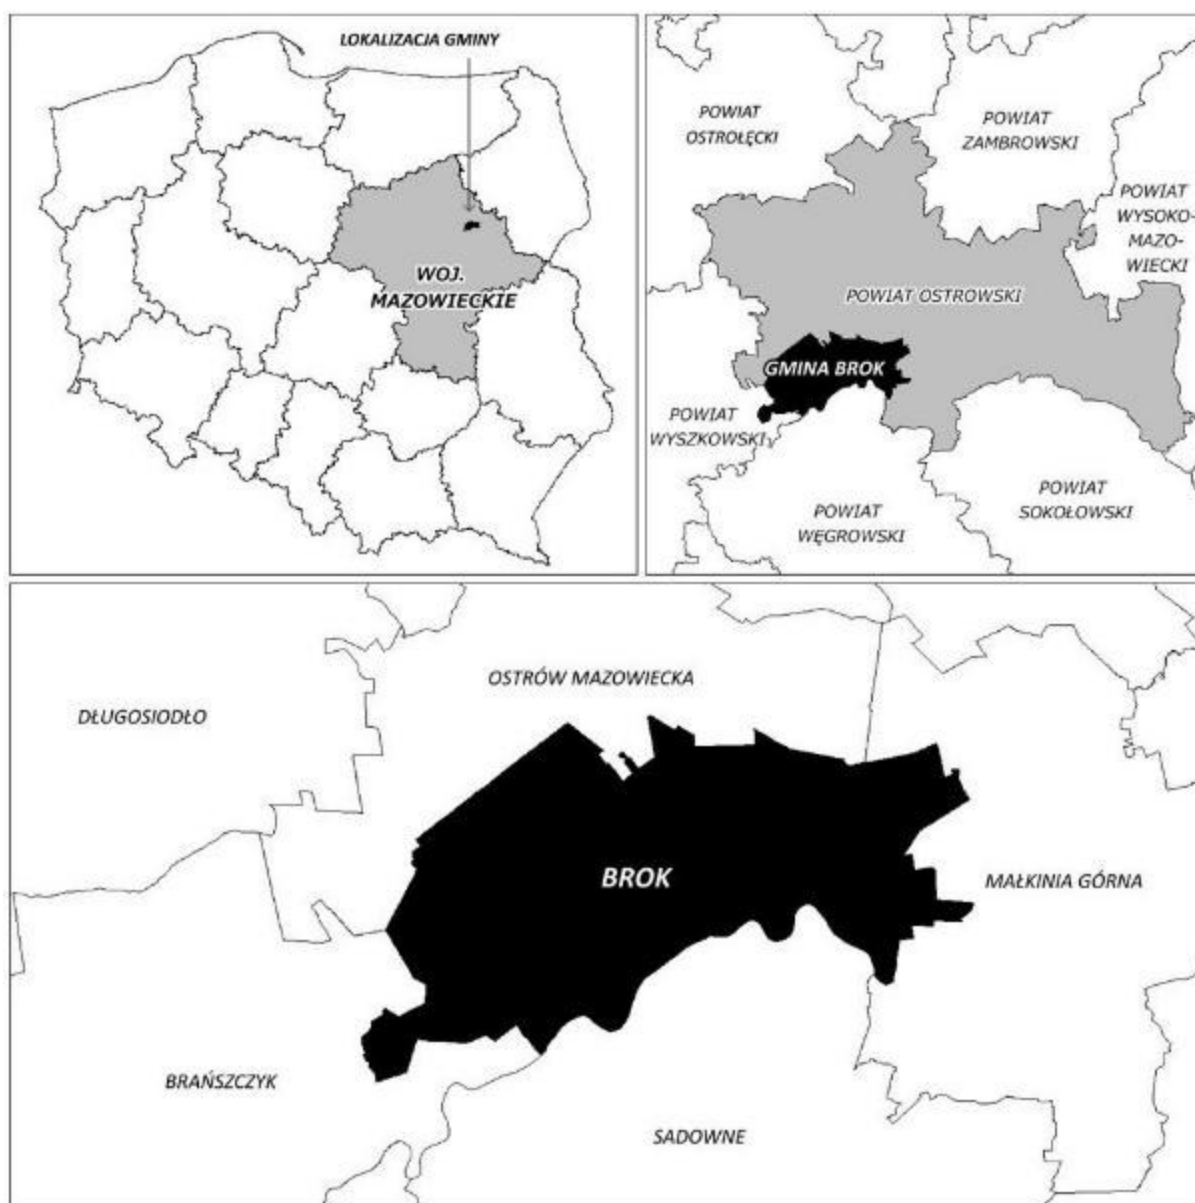 LOKALIZACJA GMINY
WOJ.
MAZOWIECKIE
POWIAT
OSTROŁĘCKI
POWIAT
ZAMBROWSKI
POWIAT
WYSOKO-
MAZO-
WIECKI
POWIAT OSTROWSKI
GMINA BROK
POWIAT
WYSZKOWSKI
POWIAT
WĘGROWSKI
POWIAT
SOKOŁOWSKI
OSTRÓW MAZOWIECKA
DŁUGOSIODŁO
BROK
MAŁKINIA GÓRNA
BRAŃSZCZYK
SADOWNE